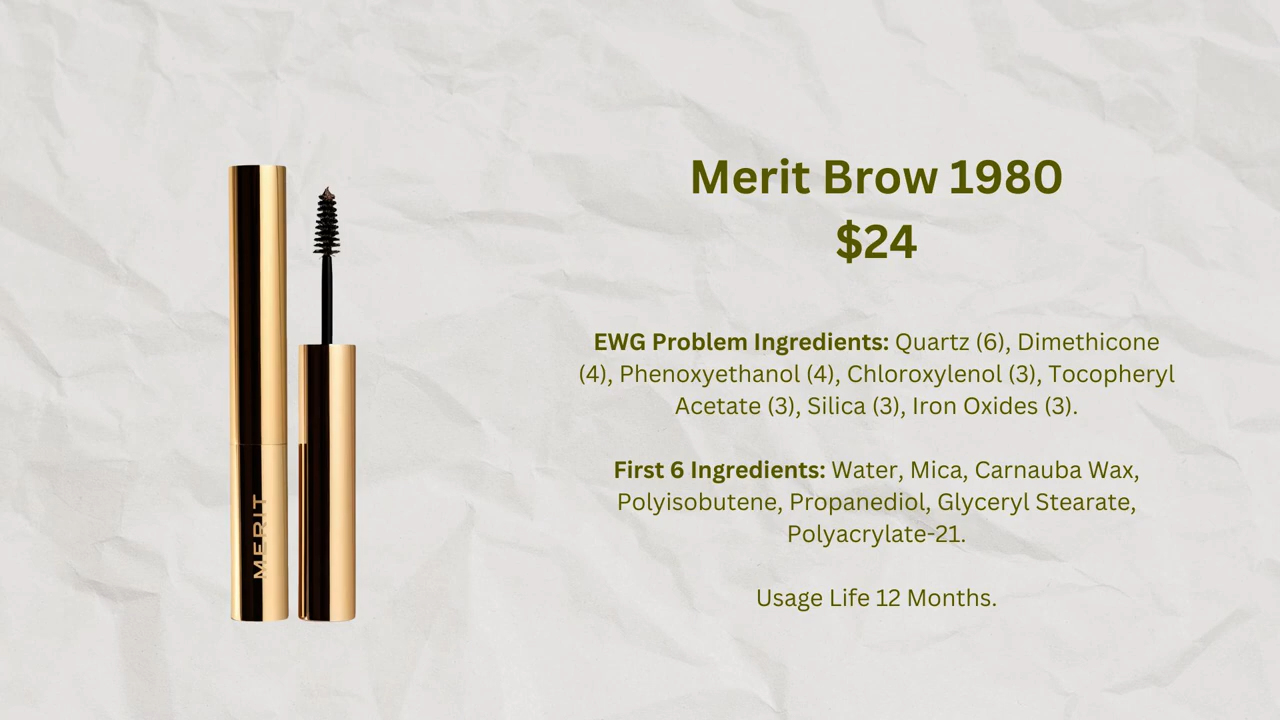 MERIT
Merit Brow 1980
$24
EWG Problem Ingredients: Quartz (6), Dimethicone
(4), Phenoxyethanol (4), Chloroxylenol (3), Tocopheryl
Acetate (3), Silica (3), Iron Oxides (3).
First 6 Ingredients: Water, Mica, Carnauba Wax,
Polyisobutene, Propanediol, Glyceryl Stearate,
Polyacrylate-21.
Usage Life 12 Months.